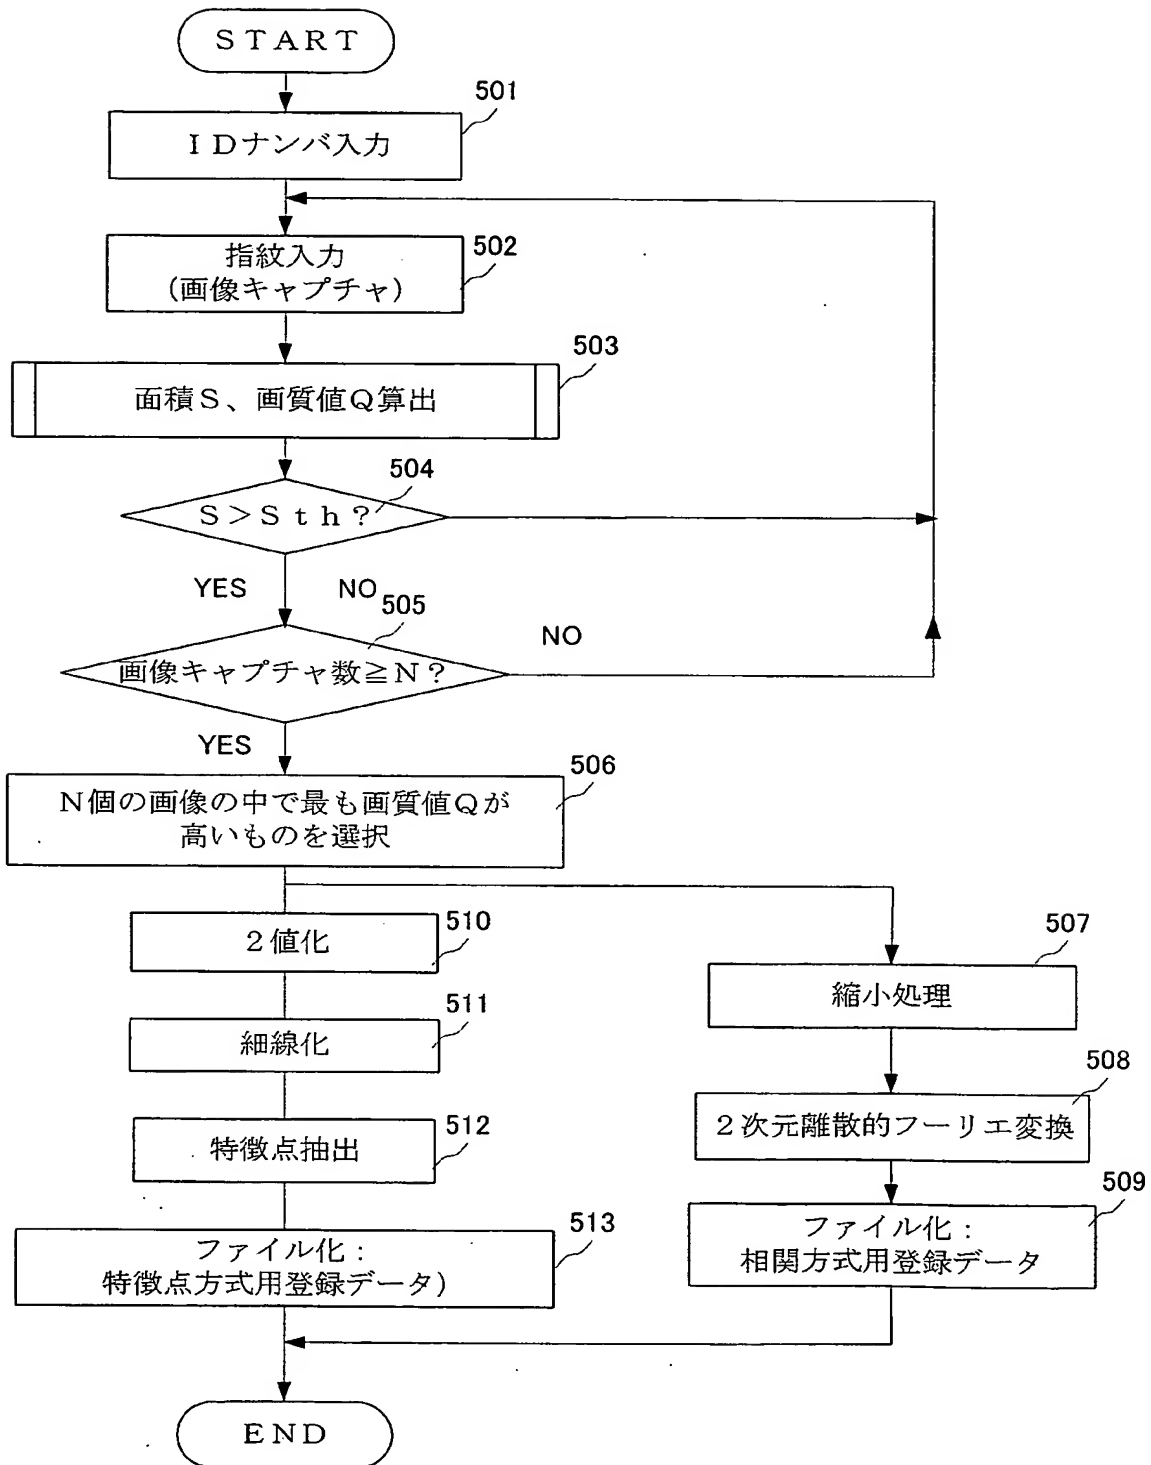 START
501
IDナンバ入力
502
指紋入力
(画像キャプチャ)
503
面積S、画質値Q算出
504
S>Sth?
YES
NO
505
NO
画像キャプチャ数≧N?
YES
506
N個の画像の中で最も画質値Qが
高いものを選択
510
2値化
507
縮小処理
511
細線化
508
2次元離散的フーリエ変換
512
特徴点抽出
509
ファイル化:
相関方式用登録データ
513
ファイル化:
特徴点方式用登録データ)
END